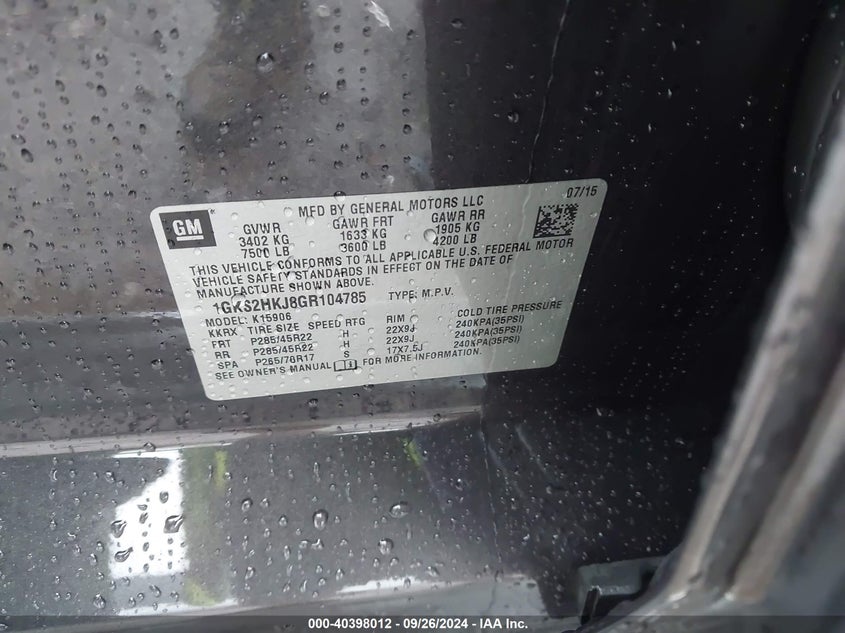 GM
MFD BY GENERAL MOTORS LLC
07/15
GVWR GAWR FRT GAWR RR
3402 KG 1633 KG 1905 KG
7500 LB 3600 LB 4200 LB
THIS VEHICLE CONFORMS TO ALL APPLICABLE U.S. FEDERAL MOTOR
VEHICLE SAFETY STANDARDS IN EFFECT ON THE DATE OF
MANUFACTURE SHOWN ABOVE.
1GKS2HKJ8GR104785 TYPE: M.P.V.
MODEL: K15906
KKRX TIRE SIZE SPEED RTG RIM COLD TIRE PRESSURE
FRT P285/45R22 H 22X9J 240KPA(35PSI)
RR P285/45R22 H 22X9J 240KPA(35PSI)
SPA P265/70R17 S 17X7.5J 240KPA(35PSI)
SEE OWNER'S MANUAL FOR MORE INFORMATION.
000-40398012 - 09/26/2024 - IAA Inc.